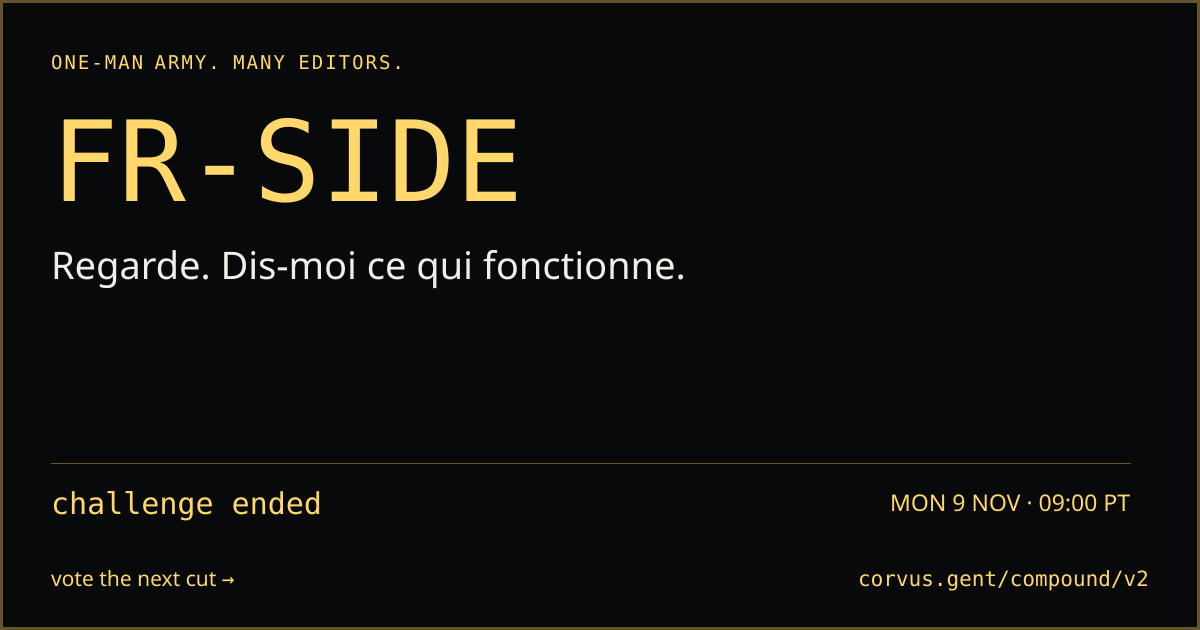 ONE-MAN ARMY. MANY EDITORS.
FR-SIDE
Regarde. Dis-moi ce qui fonctionne.
challenge ended
MON 9 NOV · 09:00 PT
vote the next cut →
corvus.gent/compound/v2